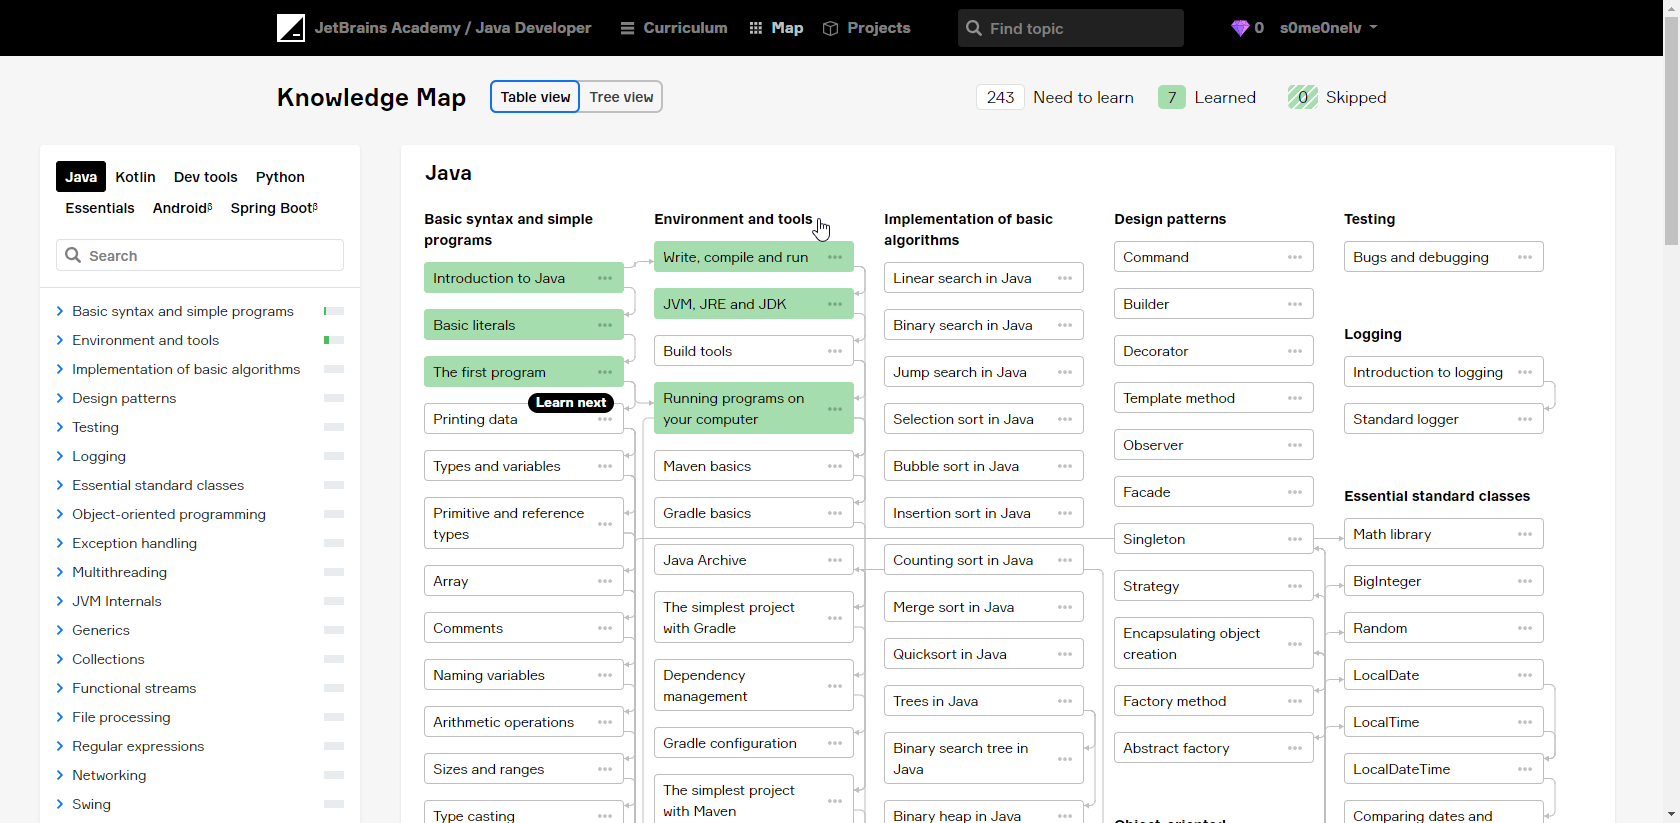 JetBrains Academy / Java Developer
Curriculum
Map
Projects
Find topic
0
s0me0nelv
Knowledge Map
Table view
Tree view
243 Need to learn
7 Learned
0 Skipped
Java
Kotlin
Dev tools
Python
Essentials
Androidᵝ
Spring Bootᵝ
Search
Basic syntax and simple programs
Environment and tools
Implementation of basic algorithms
Design patterns
Testing
Logging
Essential standard classes
Object-oriented programming
Exception handling
Multithreading
JVM Internals
Generics
Collections
Functional streams
File processing
Regular expressions
Networking
Swing
Java
Basic syntax and simple
programs
Introduction to Java
Basic literals
The first program
Learn next
Printing data
Types and variables
Primitive and reference
types
Array
Comments
Naming variables
Arithmetic operations
Sizes and ranges
Type casting
Environment and tools
Write, compile and run
JVM, JRE and JDK
Build tools
Running programs on
your computer
Maven basics
Gradle basics
Java Archive
The simplest project
with Gradle
Dependency
management
Gradle configuration
The simplest project
with Maven
Implementation of basic
algorithms
Linear search in Java
Binary search in Java
Jump search in Java
Selection sort in Java
Bubble sort in Java
Insertion sort in Java
Counting sort in Java
Merge sort in Java
Quicksort in Java
Trees in Java
Binary search tree in
Java
Binary heap in Java
Design patterns
Command
Builder
Decorator
Template method
Observer
Facade
Singleton
Strategy
Encapsulating object
creation
Factory method
Abstract factory
Object-oriented
Testing
Bugs and debugging
Logging
Introduction to logging
Standard logger
Essential standard classes
Math library
BigInteger
Random
LocalDate
LocalTime
LocalDateTime
Comparing dates and